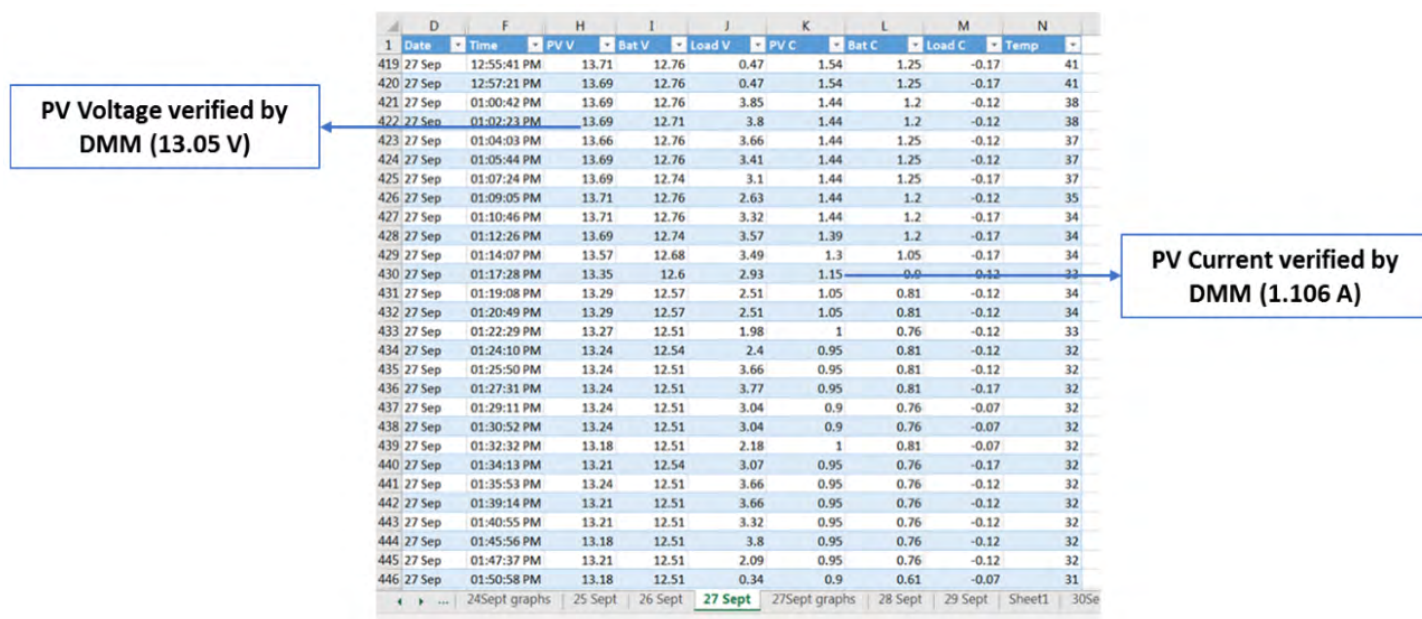 D F H I J K L M N
1 Date Time PV V Bat V Load V PV C Bat C Load C Temp
419 27 Sep 12:55:41 PM 13.71 12.76 0.47 1.54 1.25 -0.17 41
420 27 Sep 12:57:21 PM 13.69 12.76 0.47 1.54 1.25 -0.17 41
421 27 Sep 01:00:42 PM 13.69 12.76 3.85 1.44 1.2 -0.12 38
422 27 Sep 01:02:23 PM 13.69 12.71 3.8 1.44 1.2 -0.12 38
423 27 Sep 01:04:03 PM 13.66 12.76 3.66 1.44 1.25 -0.12 37
424 27 Sep 01:05:44 PM 13.69 12.76 3.41 1.44 1.25 -0.12 37
425 27 Sep 01:07:24 PM 13.69 12.74 3.1 1.44 1.25 -0.17 37
426 27 Sep 01:09:05 PM 13.71 12.76 2.63 1.44 1.2 -0.12 35
427 27 Sep 01:10:46 PM 13.71 12.76 3.32 1.44 1.2 -0.17 34
428 27 Sep 01:12:26 PM 13.69 12.74 3.57 1.39 1.2 -0.17 34
429 27 Sep 01:14:07 PM 13.57 12.68 3.49 1.3 1.05 -0.17 34
430 27 Sep 01:17:28 PM 13.35 12.6 2.93 1.15 0.9 -0.12 33
431 27 Sep 01:19:08 PM 13.29 12.57 2.51 1.05 0.81 -0.12 34
432 27 Sep 01:20:49 PM 13.29 12.57 2.51 1.05 0.81 -0.12 34
433 27 Sep 01:22:29 PM 13.27 12.51 1.98 1 0.76 -0.12 33
434 27 Sep 01:24:10 PM 13.24 12.54 2.4 0.95 0.81 -0.12 32
435 27 Sep 01:25:50 PM 13.24 12.51 3.66 0.95 0.81 -0.12 32
436 27 Sep 01:27:31 PM 13.24 12.51 3.77 0.95 0.81 -0.17 32
437 27 Sep 01:29:11 PM 13.24 12.51 3.04 0.9 0.76 -0.07 32
438 27 Sep 01:30:52 PM 13.24 12.51 3.04 0.9 0.76 -0.07 32
439 27 Sep 01:32:32 PM 13.18 12.51 2.18 1 0.81 -0.07 32
440 27 Sep 01:34:13 PM 13.21 12.54 3.07 0.95 0.76 -0.17 32
441 27 Sep 01:35:53 PM 13.24 12.51 3.66 0.95 0.76 -0.12 32
442 27 Sep 01:39:14 PM 13.21 12.51 3.66 0.95 0.76 -0.12 32
443 27 Sep 01:40:55 PM 13.21 12.51 3.32 0.95 0.76 -0.12 32
444 27 Sep 01:45:56 PM 13.18 12.51 3.8 0.95 0.76 -0.12 32
445 27 Sep 01:47:37 PM 13.21 12.51 2.09 0.95 0.76 -0.12 32
446 27 Sep 01:50:58 PM 13.18 12.51 0.34 0.9 0.61 -0.07 31
... 24Sept graphs 25 Sept 26 Sept 27 Sept 27Sept graphs 28 Sept 29 Sept Sheet1 30Se
PV Voltage verified by
DMM (13.05 V)
PV Current verified by
DMM (1.106 A)